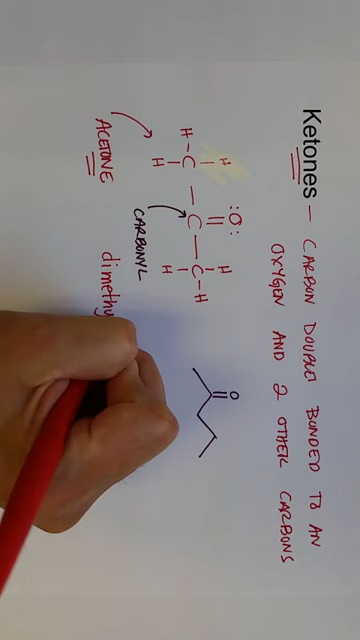 Ketones – CARBON DOUBLE BONDED TO AN
OXYGEN AND 2 OTHER CARBONS
:O:
H H
H – C – C – C – H
H H
CARBONYL
O
ACETONE dimethy